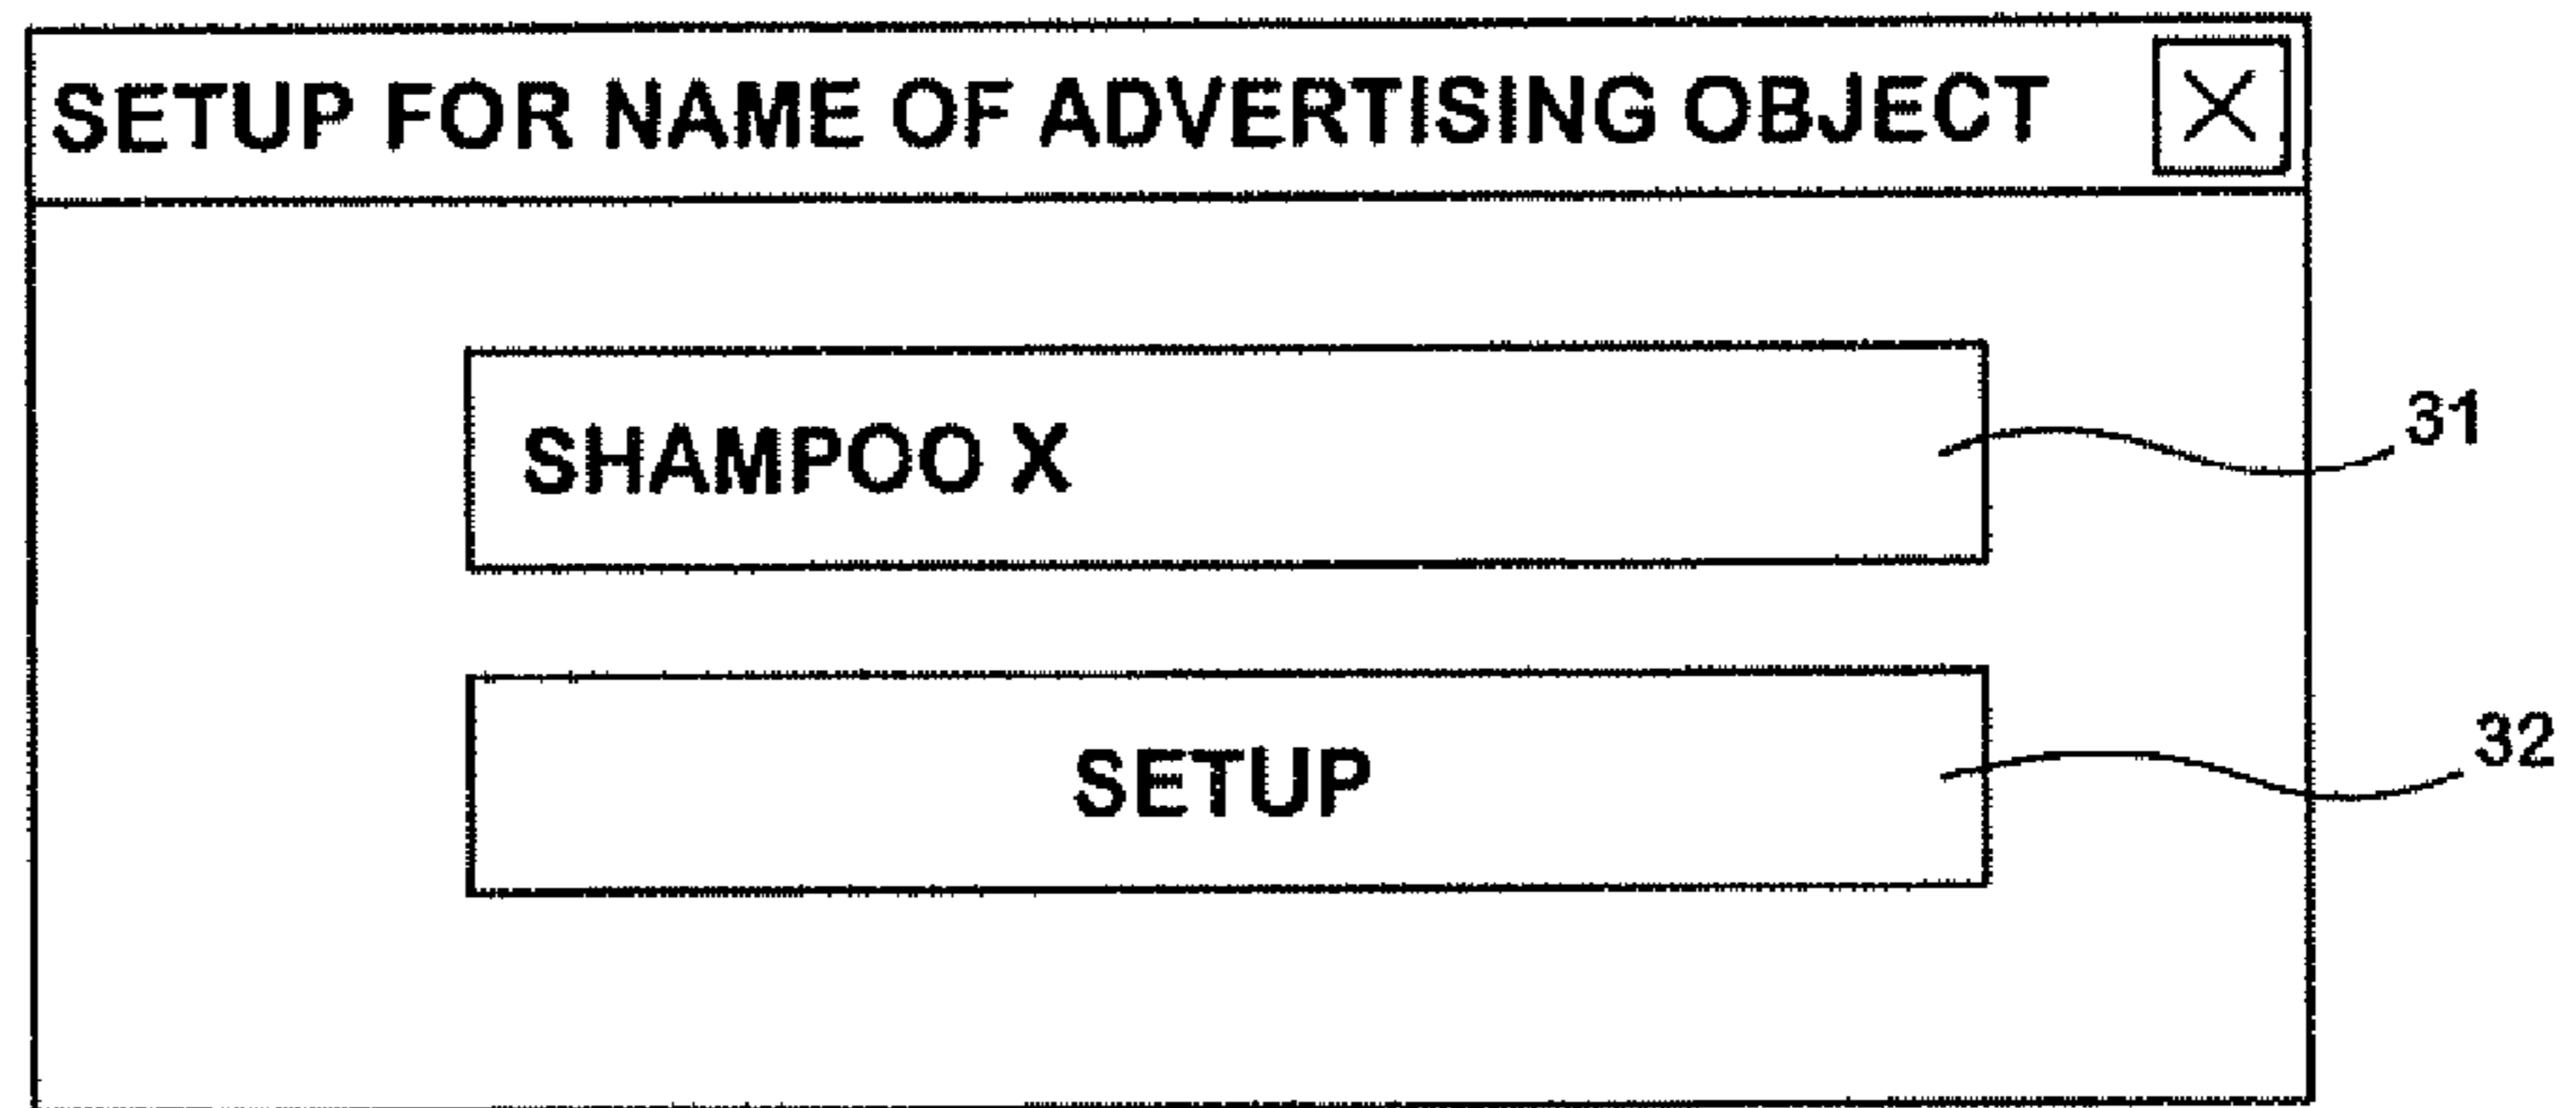 SETUP FOR NAME OF ADVERTISING OBJECT X
SHAMPOO X
31
SETUP
32